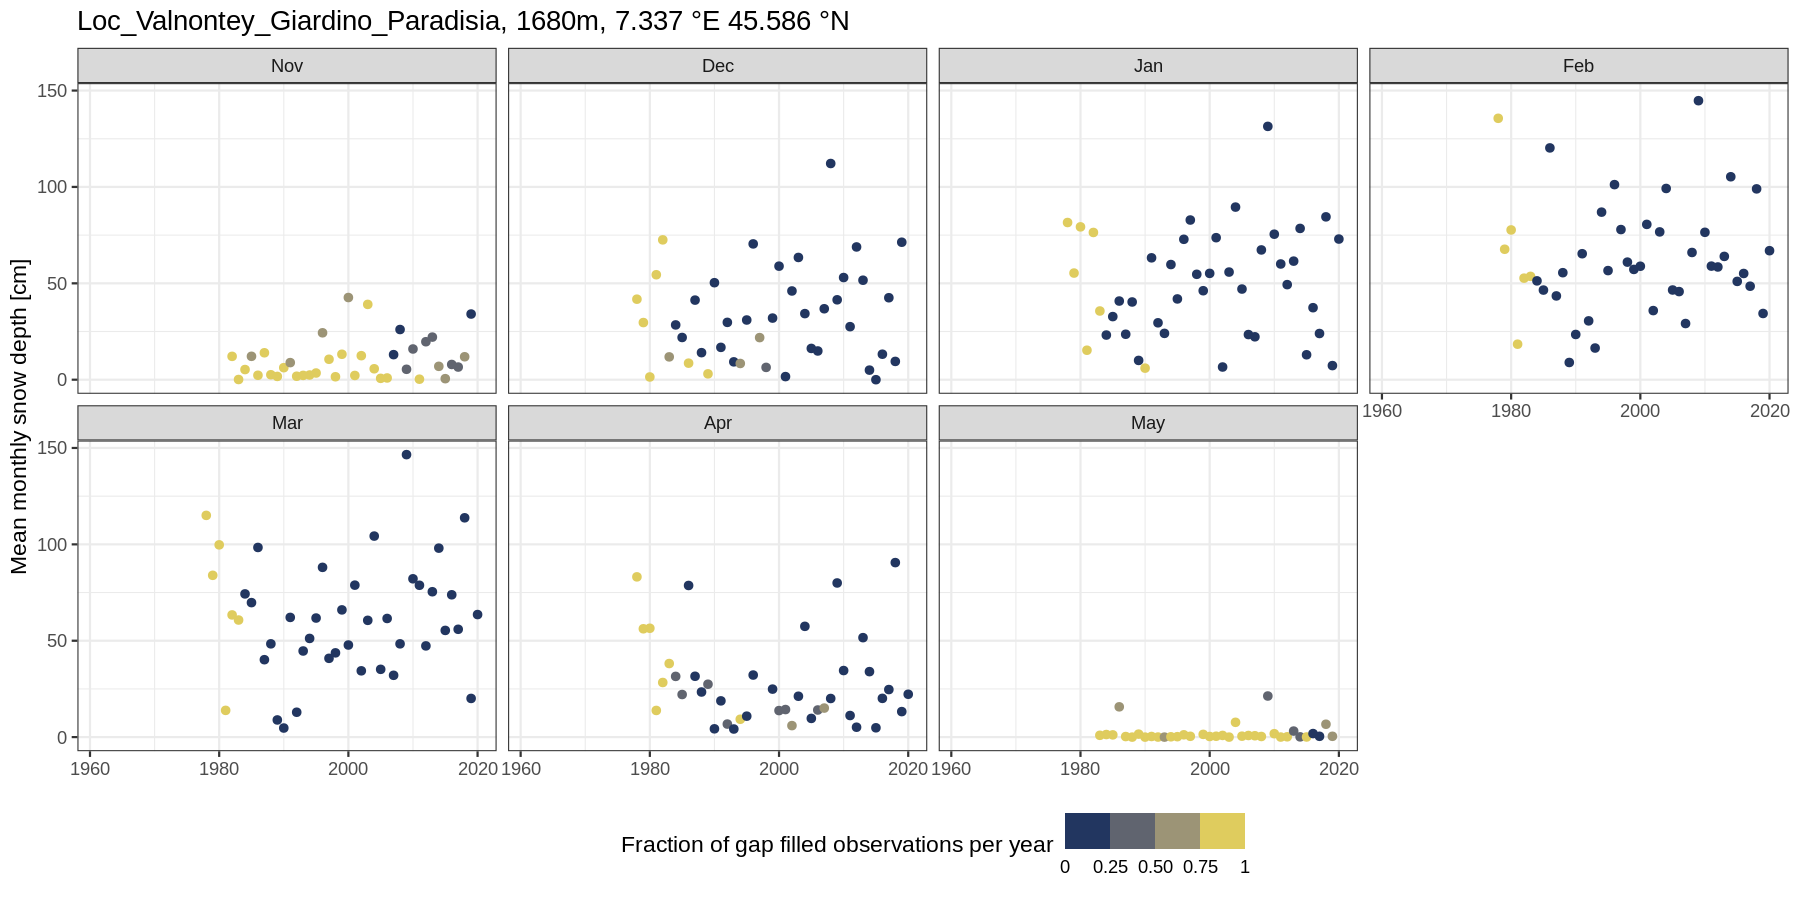 Loc_Valnontey_Giardino_Paradisia, 1680m, 7.337 °E 45.586 °N
Nov
Dec
Jan
Feb
150
100
50
0
1960
1980
2000
2020
Mar
Apr
May
150
100
50
0
1960
1980
2000
2020
1960
1980
2000
2020
1960
1980
2000
2020
Mean monthly snow depth [cm]
Fraction of gap filled observations per year
0
0.25
0.50
0.75
1